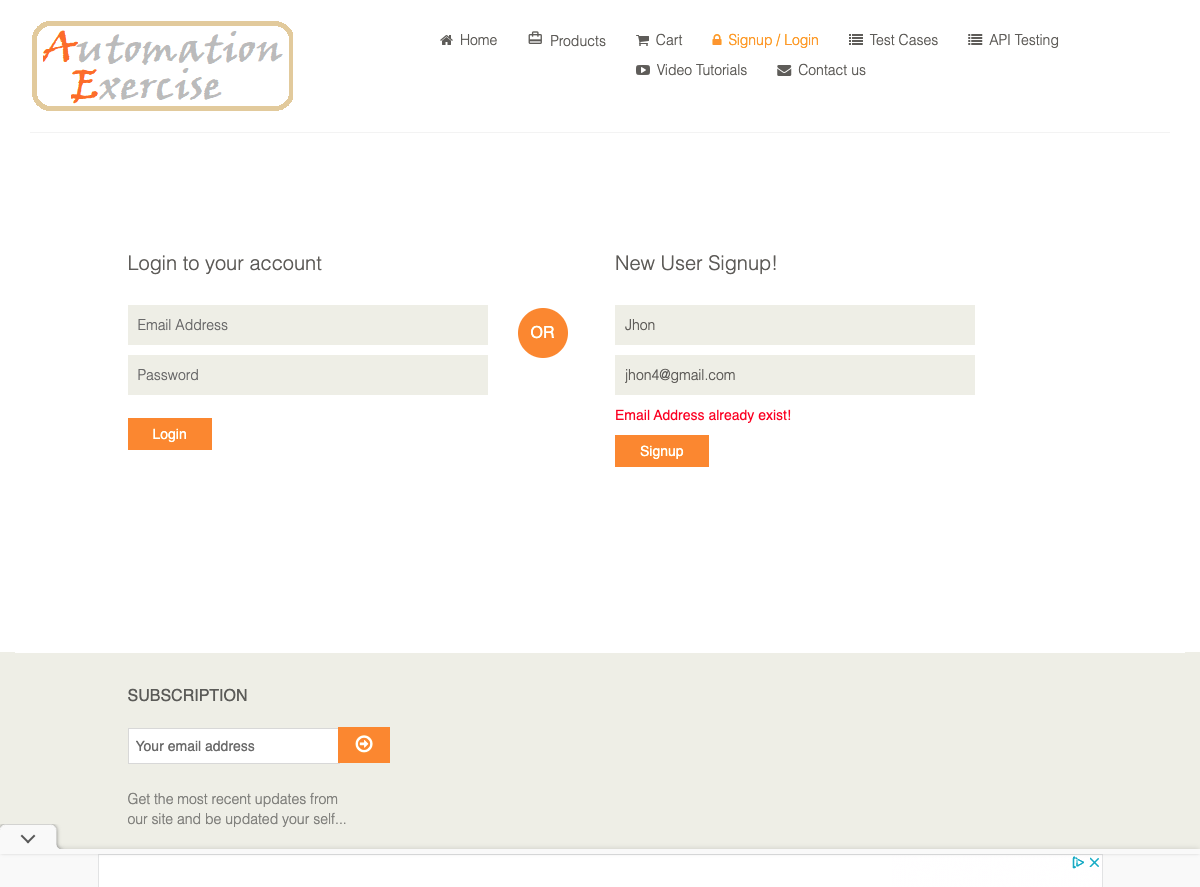 Automation
Exercise
Home
Products
Cart
Signup / Login
Test Cases
API Testing
Video Tutorials
Contact us
Login to your account
Email Address
Password
Login
OR
New User Signup!
Jhon
jhon4@gmail.com
Email Address already exist!
Signup
SUBSCRIPTION
Your email address
Get the most recent updates from
our site and be updated your self...